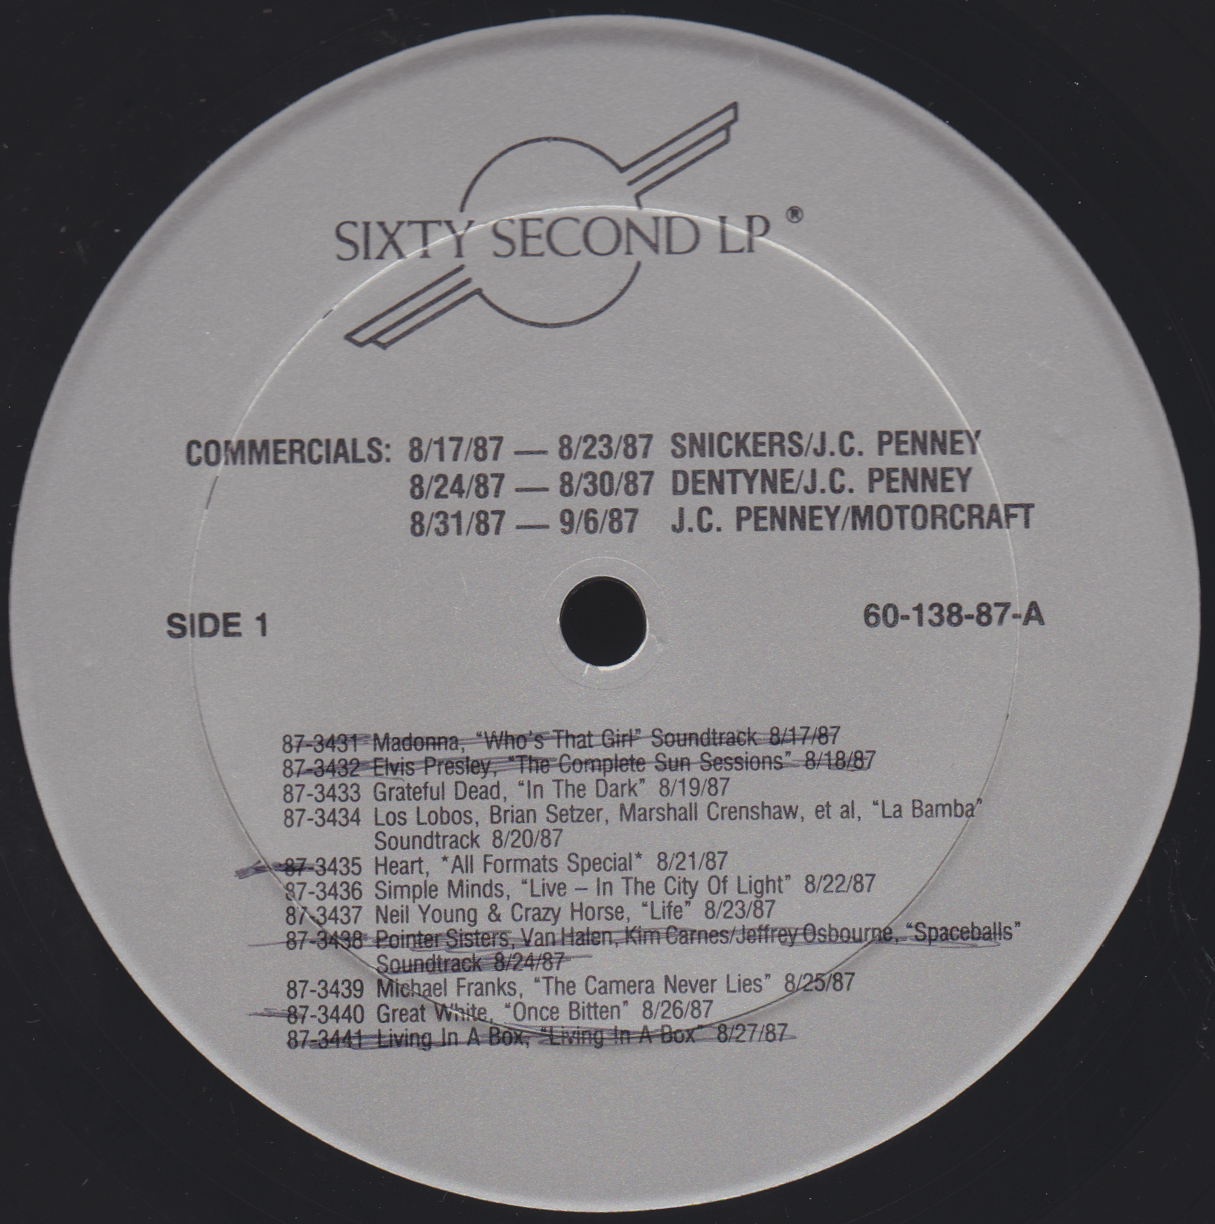 SIXTY SECOND LP ®
COMMERCIALS: 8/17/87 — 8/23/87 SNICKERS/J.C. PENNEY
8/24/87 — 8/30/87 DENTYNE/J.C. PENNEY
8/31/87 — 9/6/87 J.C. PENNEY/MOTORCRAFT
SIDE 1
60-138-87-A
87-3431 Madonna, “Who's That Girl” Soundtrack 8/17/87
87-3432 Elvis Presley, “The Complete Sun Sessions” 8/18/87
87-3433 Grateful Dead, “In The Dark” 8/19/87
87-3434 Los Lobos, Brian Setzer, Marshall Crenshaw, et al, “La Bamba”
Soundtrack 8/20/87
87-3435 Heart, *All Formats Special* 8/21/87
87-3436 Simple Minds, “Live – In The City Of Light” 8/22/87
87-3437 Neil Young & Crazy Horse, “Life” 8/23/87
87-3438 Pointer Sisters, Van Halen, Kim Carnes/Jeffrey Osbourne, “Spaceballs”
Soundtrack 8/24/87
87-3439 Michael Franks, “The Camera Never Lies” 8/25/87
87-3440 Great White, “Once Bitten” 8/26/87
87-3441 Living In A Box, “Living In A Box” 8/27/87